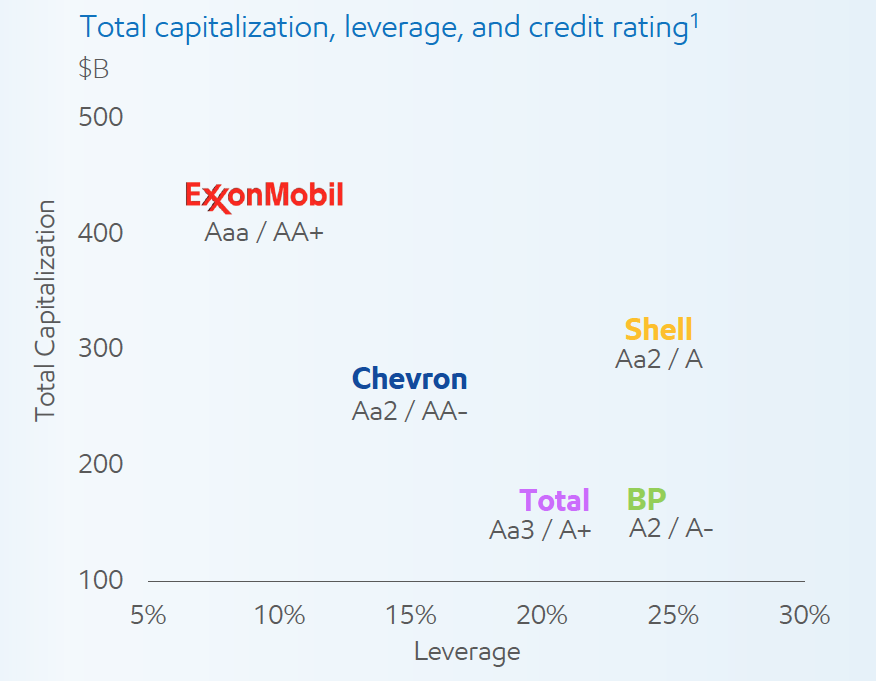 Total capitalization, leverage, and credit rating¹
$B
500
ExxonMobil
Aaa / AA+
400
Total Capitalization
Shell
300
Aa2 / A
Chevron
Aa2 / AA-
200
Total
BP
Aa3 / A+
A2 / A-
100
5%
10%
15%
20%
25%
30%
Leverage